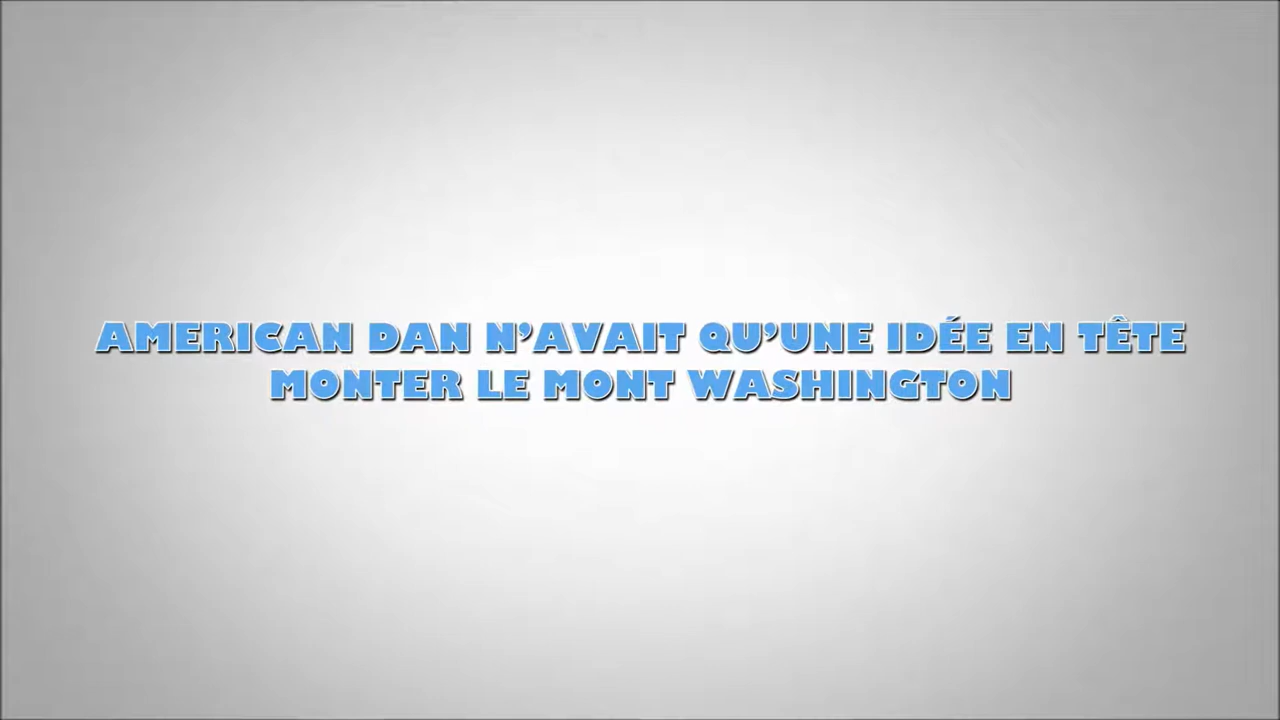 AMERICAN DAN N’AVAIT QU’UNE IDÉE EN TÊTE
MONTER LE MONT WASHINGTON